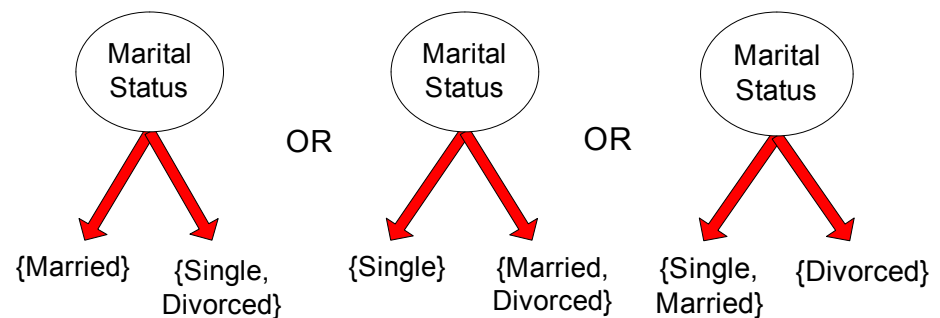 Marital
Status
OR
Marital
Status
OR
Marital
Status
{Married}
{Single,
Divorced}
{Single}
{Married,
Divorced}
{Single,
Married}
{Divorced}